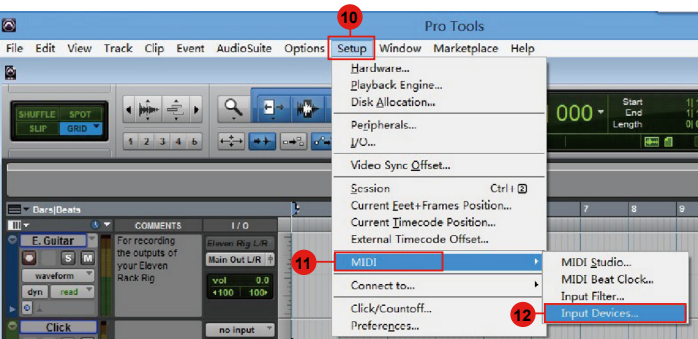 10
Pro Tools
File Edit View Track Clip Event AudioSuite Options Setup Window Marketplace Help
Hardware...
Playback Engine...
Disk Allocation...
Peripherals...
I/O...
Video Sync Offset...
Session Ctrl+2
Current Feet+Frames Position...
Current Timecode Position...
External Timecode Offset...
11
MIDI
Connect to...
Click/Countoff...
Preferences...
MIDI Studio...
MIDI Beat Clock...
Input Filter...
12
Input Devices...
SHUFFLE SPOT
SLIP GRID
1 2 3 4 5
000
Start
End
Length
Bars|Beats
7 8 9
COMMENTS I / O
E. Guitar
S M
waveform
dyn read
For recording
the outputs of
your Eleven
Rack Rig
Eleven Rig L/R
Main Out L/R
vol 0.0
100 100
Click
no input